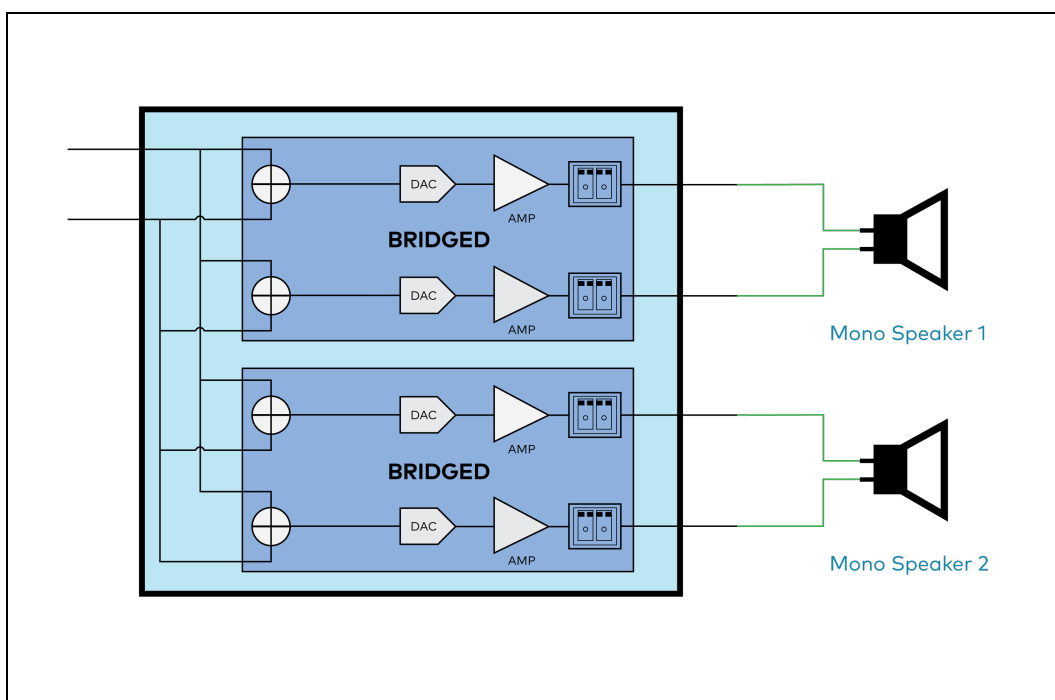 DAC
AMP
BRIDGED
DAC
AMP
Mono Speaker 1
DAC
AMP
BRIDGED
DAC
AMP
Mono Speaker 2